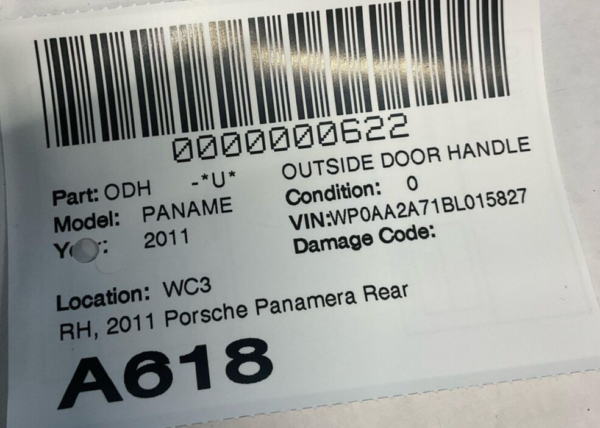 0000000622
Part: ODH -*U* OUTSIDE DOOR HANDLE
Model: PANAME Condition: 0
2011 VIN:WP0AA2A71BL015827
Damage Code:
Location: WC3
RH, 2011 Porsche Panamera Rear
A618